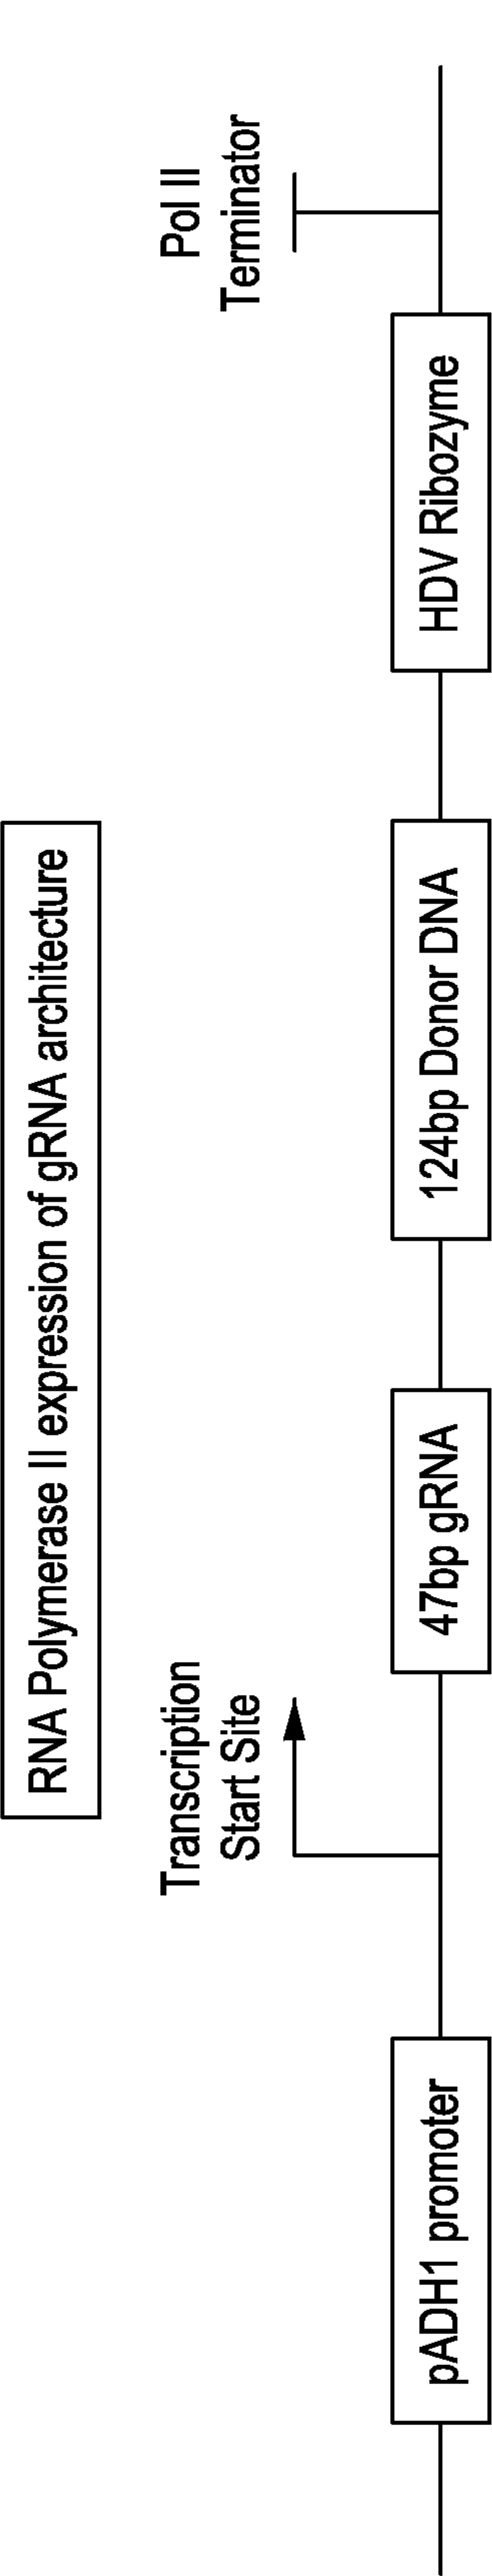 RNA Polymerase II expression of gRNA architecture
Transcription
Start Site
Pol II
Terminator
pADH1 promoter
47bp gRNA
124bp Donor DNA
HDV Ribozyme